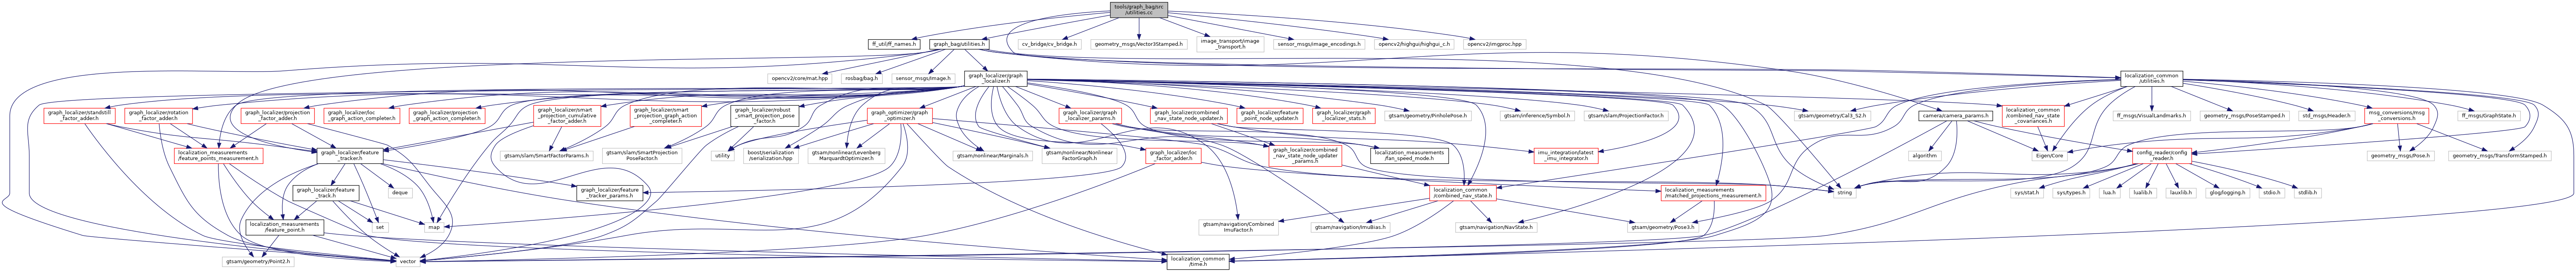 tools/graph_bag/src
/utilities.cc
ff_util/ff_names.h
graph_bag/utilities.h
cv_bridge/cv_bridge.h
geometry_msgs/Vector3Stamped.h
image_transport/image
_transport.h
sensor_msgs/image_encodings.h
opencv2/highgui/highgui_c.h
opencv2/imgproc.hpp
opencv2/core/mat.hpp
rosbag/bag.h
sensor_msgs/Image.h
graph_localizer/graph
_localizer.h
localization_common
/utilities.h
graph_localizer/standstill
_factor_adder.h
graph_localizer/rotation
_factor_adder.h
graph_localizer/projection
_factor_adder.h
graph_localizer/loc
_graph_action_completer.h
graph_localizer/projection
_graph_action_completer.h
graph_localizer/smart
_projection_cumulative
_factor_adder.h
graph_localizer/smart
_projection_graph_action
_completer.h
graph_localizer/robust
_smart_projection_pose
_factor.h
graph_optimizer/graph
_optimizer.h
graph_localizer/graph
_localizer_params.h
graph_localizer/combined
_nav_state_node_updater.h
graph_localizer/feature
_point_node_updater.h
graph_localizer/graph
_localizer_stats.h
gtsam/geometry/PinholePose.h
gtsam/inference/Symbol.h
gtsam/slam/ProjectionFactor.h
gtsam/geometry/Cal3_S2.h
camera/camera_params.h
localization_common
/combined_nav_state
_covariances.h
ff_msgs/VisualLandmarks.h
geometry_msgs/PoseStamped.h
std_msgs/Header.h
msg_conversions/msg
_conversions.h
ff_msgs/GraphState.h
localization_measurements
/feature_points_measurement.h
graph_localizer/feature
_tracker.h
gtsam/slam/SmartFactorParams.h
gtsam/slam/SmartProjection
PoseFactor.h
utility
boost/serialization
/serialization.hpp
gtsam/nonlinear/Levenberg
MarquardtOptimizer.h
gtsam/nonlinear/Marginals.h
gtsam/nonlinear/Nonlinear
FactorGraph.h
graph_localizer/loc
_factor_adder.h
graph_localizer/combined
_nav_state_node_updater
_params.h
localization_measurements
/fan_speed_mode.h
imu_integration/latest
_imu_integrator.h
algorithm
Eigen/Core
config_reader/config
_reader.h
geometry_msgs/Pose.h
geometry_msgs/TransformStamped.h
graph_localizer/feature
_track.h
deque
graph_localizer/feature
_tracker_params.h
localization_common
/combined_nav_state.h
localization_measurements
/matched_projections_measurement.h
string
sys/stat.h
sys/types.h
lua.h
lualib.h
lauxlib.h
glog/logging.h
stdio.h
stdlib.h
localization_measurements
/feature_point.h
set
map
gtsam/navigation/Combined
ImuFactor.h
gtsam/navigation/ImuBias.h
gtsam/navigation/NavState.h
gtsam/geometry/Pose3.h
gtsam/geometry/Point2.h
vector
localization_common
/time.h